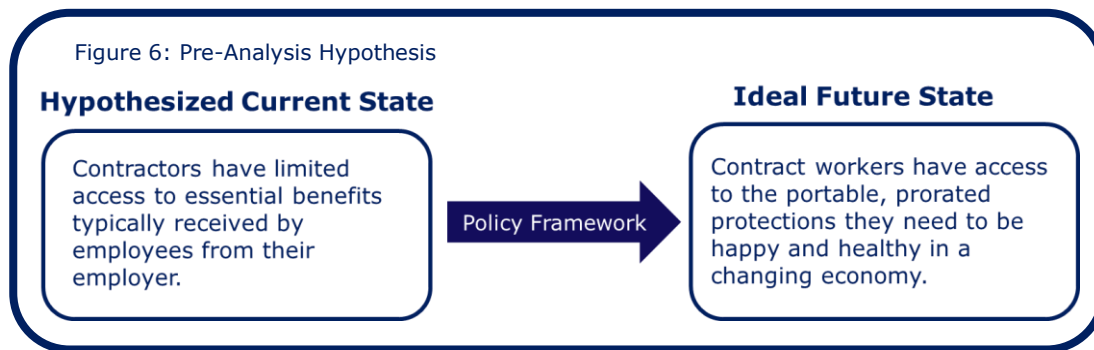 Figure 6: Pre-Analysis Hypothesis
Hypothesized Current State
Contractors have limited
access to essential benefits
typically received by
employees from their
employer.
Policy Framework
Ideal Future State
Contract workers have access
to the portable, prorated
protections they need to be
happy and healthy in a
changing economy.